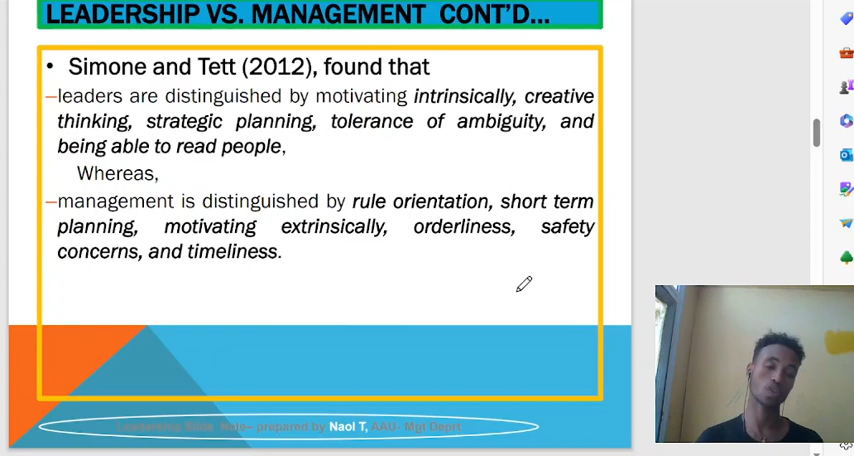 LEADERSHIP VS. MANAGEMENT CONT'D...
• Simone and Tett (2012), found that
–leaders are distinguished by motivating intrinsically, creative
thinking, strategic planning, tolerance of ambiguity, and
being able to read people,
Whereas,
–management is distinguished by rule orientation, short term
planning, motivating extrinsically, orderliness, safety
concerns, and timeliness.
Leadership Slide Note– prepared by Naol T, AAU- Mgt Deprt.